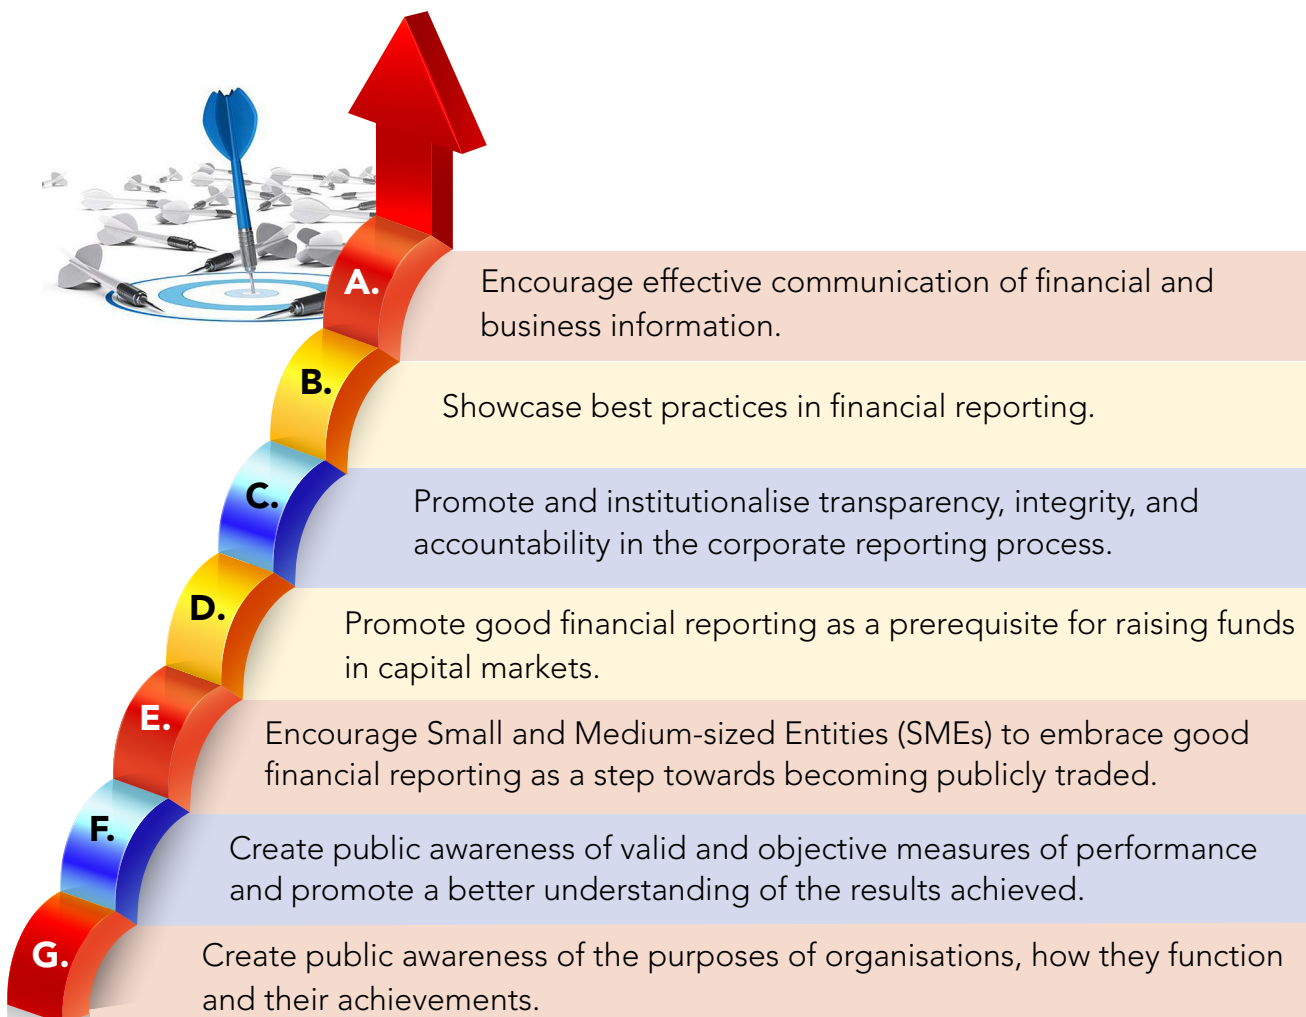 A.
Encourage effective communication of financial and
business information.
B.
Showcase best practices in financial reporting.
C.
Promote and institutionalise transparency, integrity, and
accountability in the corporate reporting process.
D.
Promote good financial reporting as a prerequisite for raising funds
in capital markets.
E.
Encourage Small and Medium-sized Entities (SMEs) to embrace good
financial reporting as a step towards becoming publicly traded.
F.
Create public awareness of valid and objective measures of performance
and promote a better understanding of the results achieved.
G.
Create public awareness of the purposes of organisations, how they function
and their achievements.